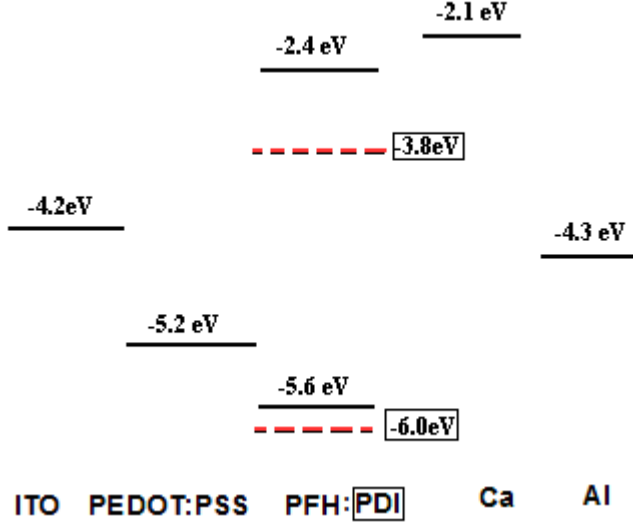 -2.1 eV
-2.4 eV
-3.8eV
-4.2eV
-4.3 eV
-5.2 eV
-5.6 eV
-6.0eV
ITO PEDOT:PSS PFH:PDI Ca Al